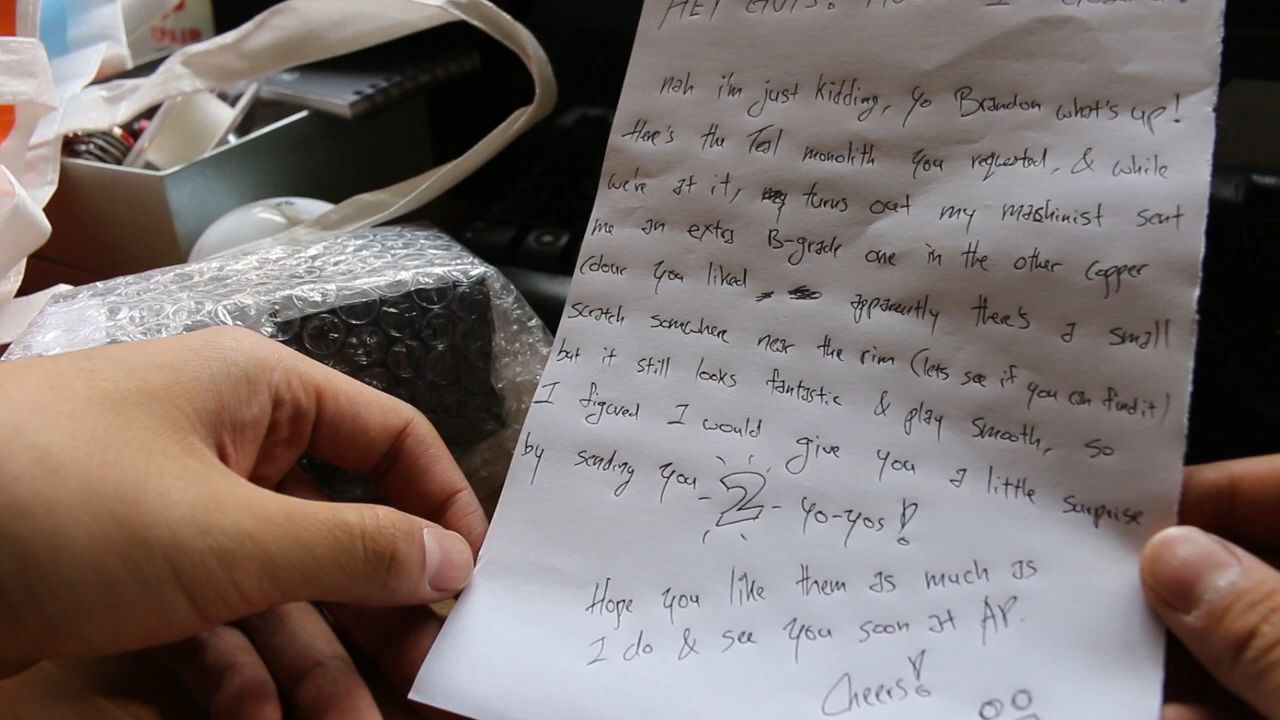 HEY GUYS!
nah i'm just kidding, yo Brandon what's up!
Here's the Teal monolith you requested, & while
we're at it, turns out my mashinist sent
me an extra B-grade one in the other copper
colour you liked, apparently there's a small
scratch somewhere near the rim (lets see if you can find it)
but it still looks fantastic & play smooth, so
I figured I would give you a little surprise
by sending you -2- yo-yos!
Hope you like them as much as
I do & see you soon at AP.
Cheers!